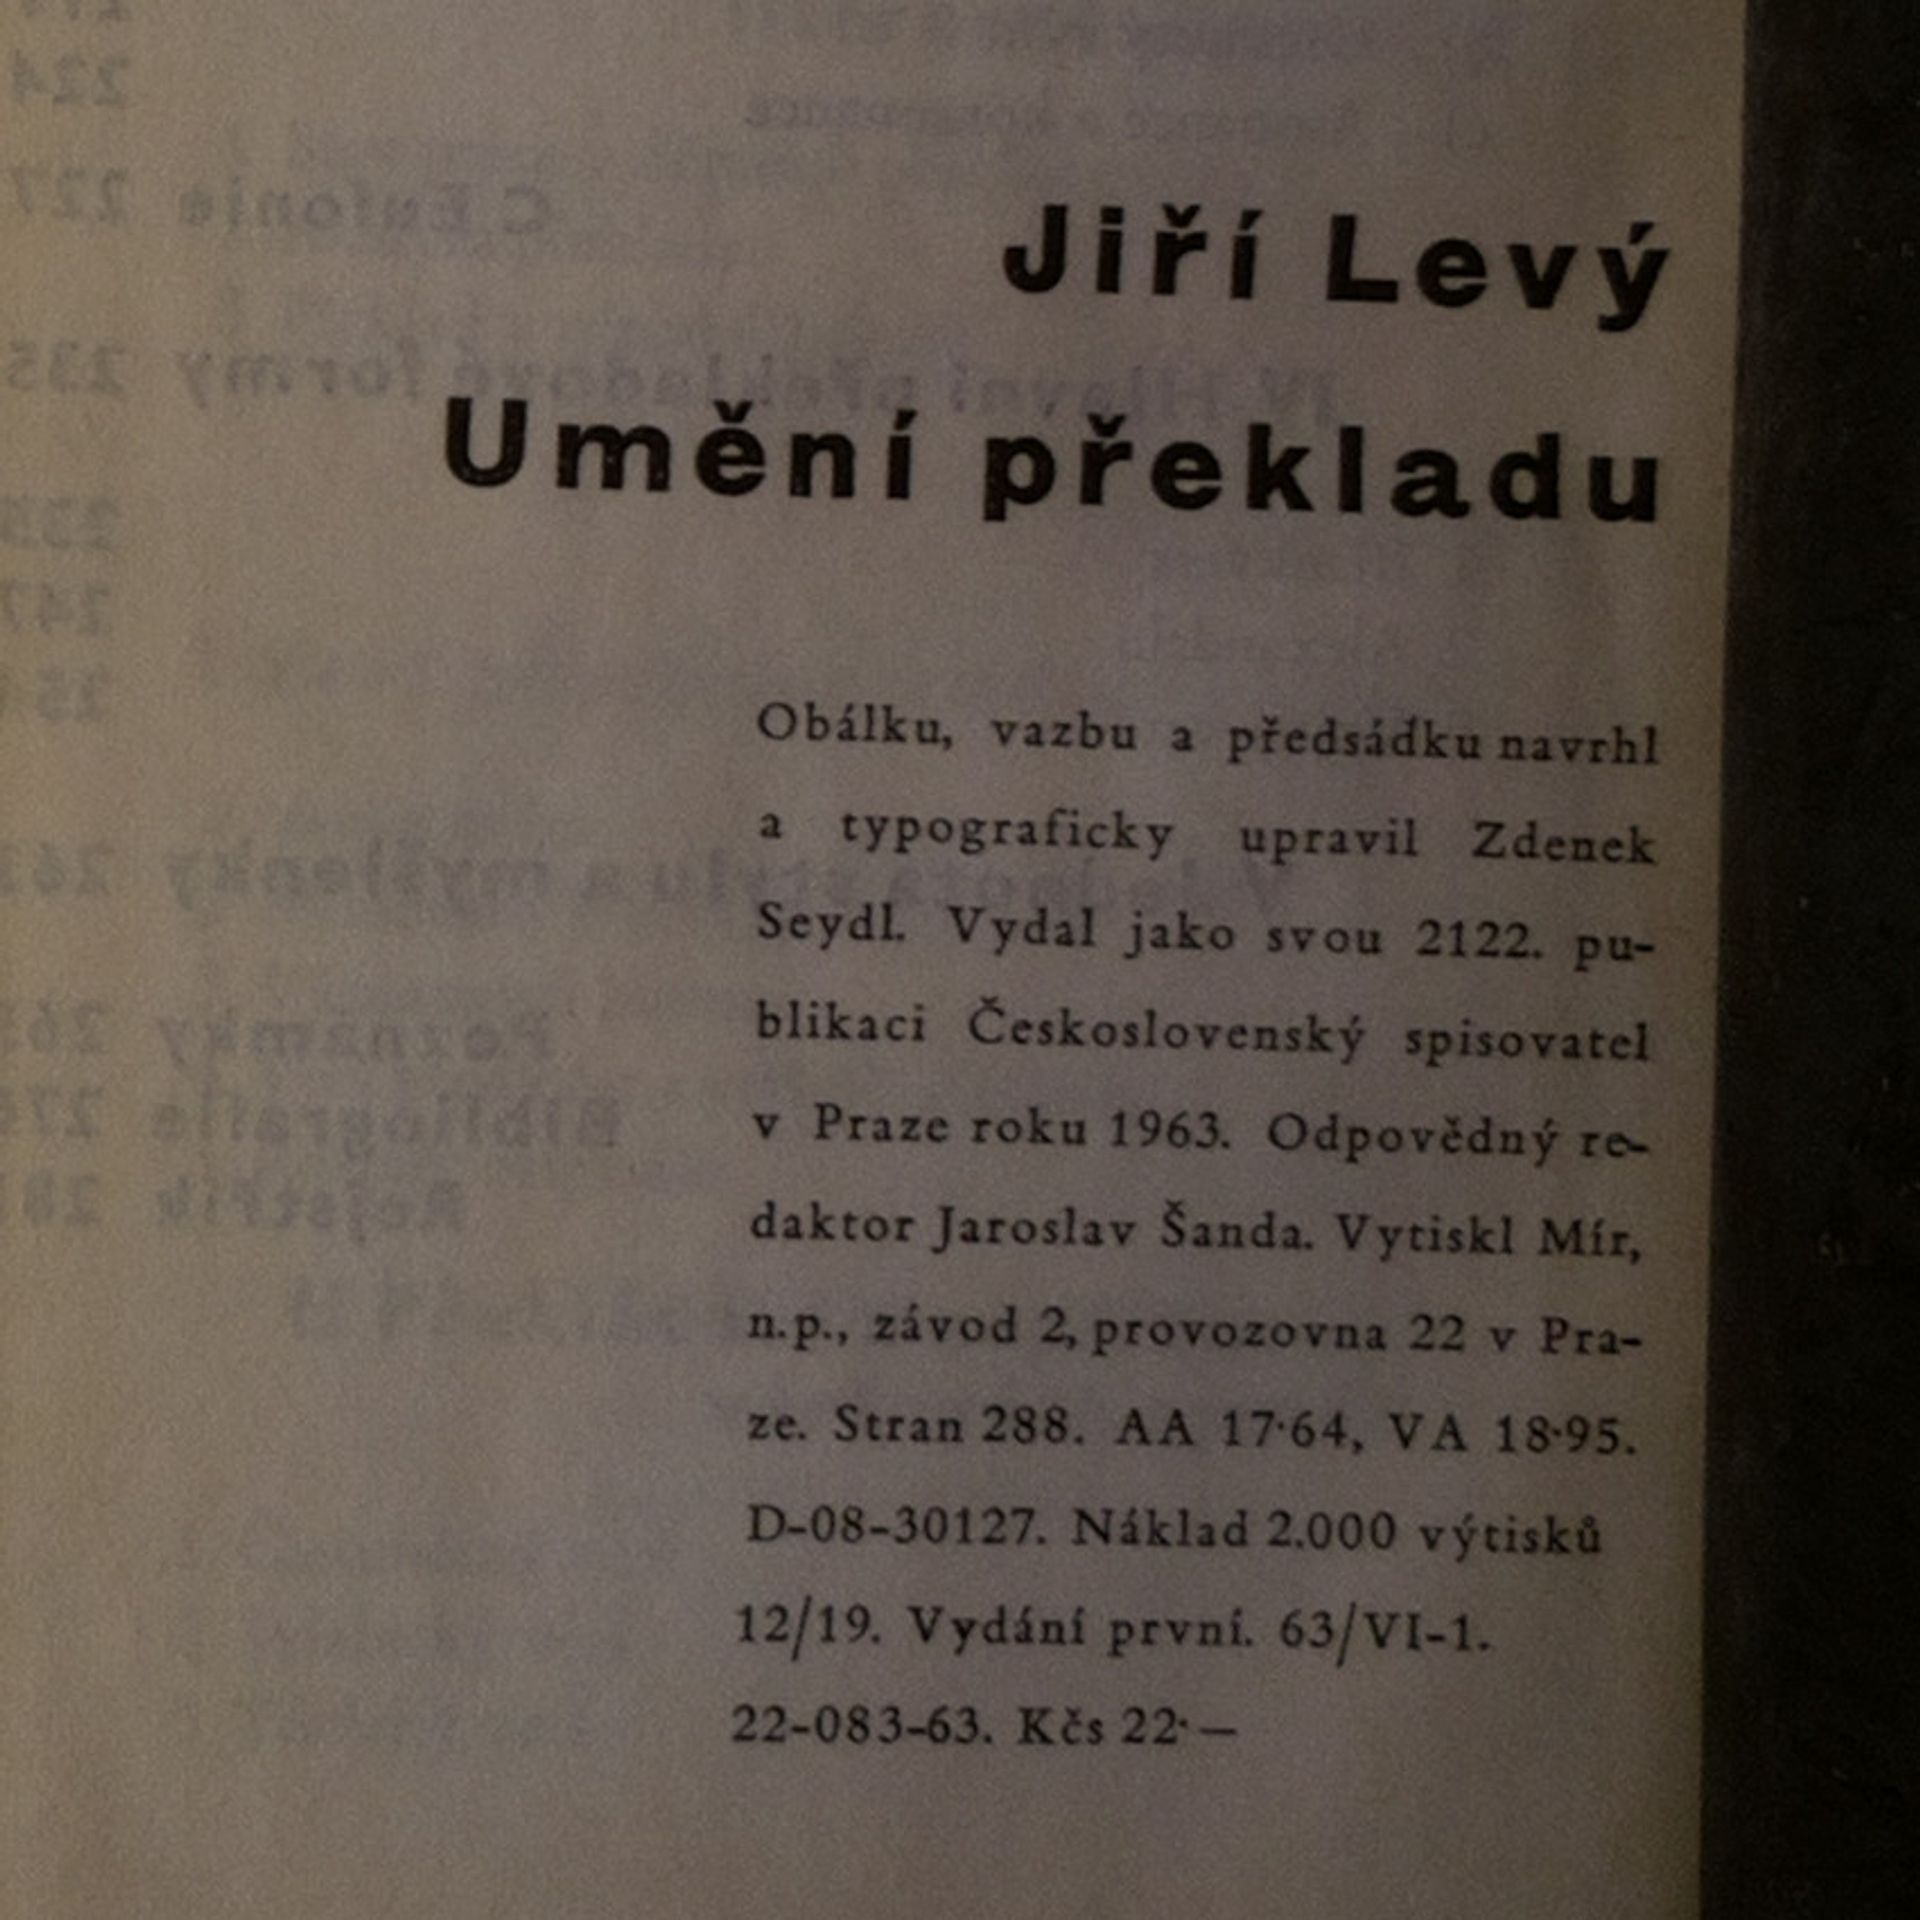 Jiří Levý
Umění překladu
Obálku, vazbu a předsádku navrhl
a typograficky upravil Zdenek
Seydl. Vydal jako svou 2122. pu-
blikaci Československý spisovatel
v Praze roku 1963. Odpovědný re-
daktor Jaroslav Šanda. Vytiskl Mír,
n.p., závod 2, provozovna 22 v Pra-
ze. Stran 288. AA 17·64, VA 18·95.
D-08-30127. Náklad 2.000 výtisků
12/19. Vydání první. 63/VI-1.
22-083-63. Kčs 22·—